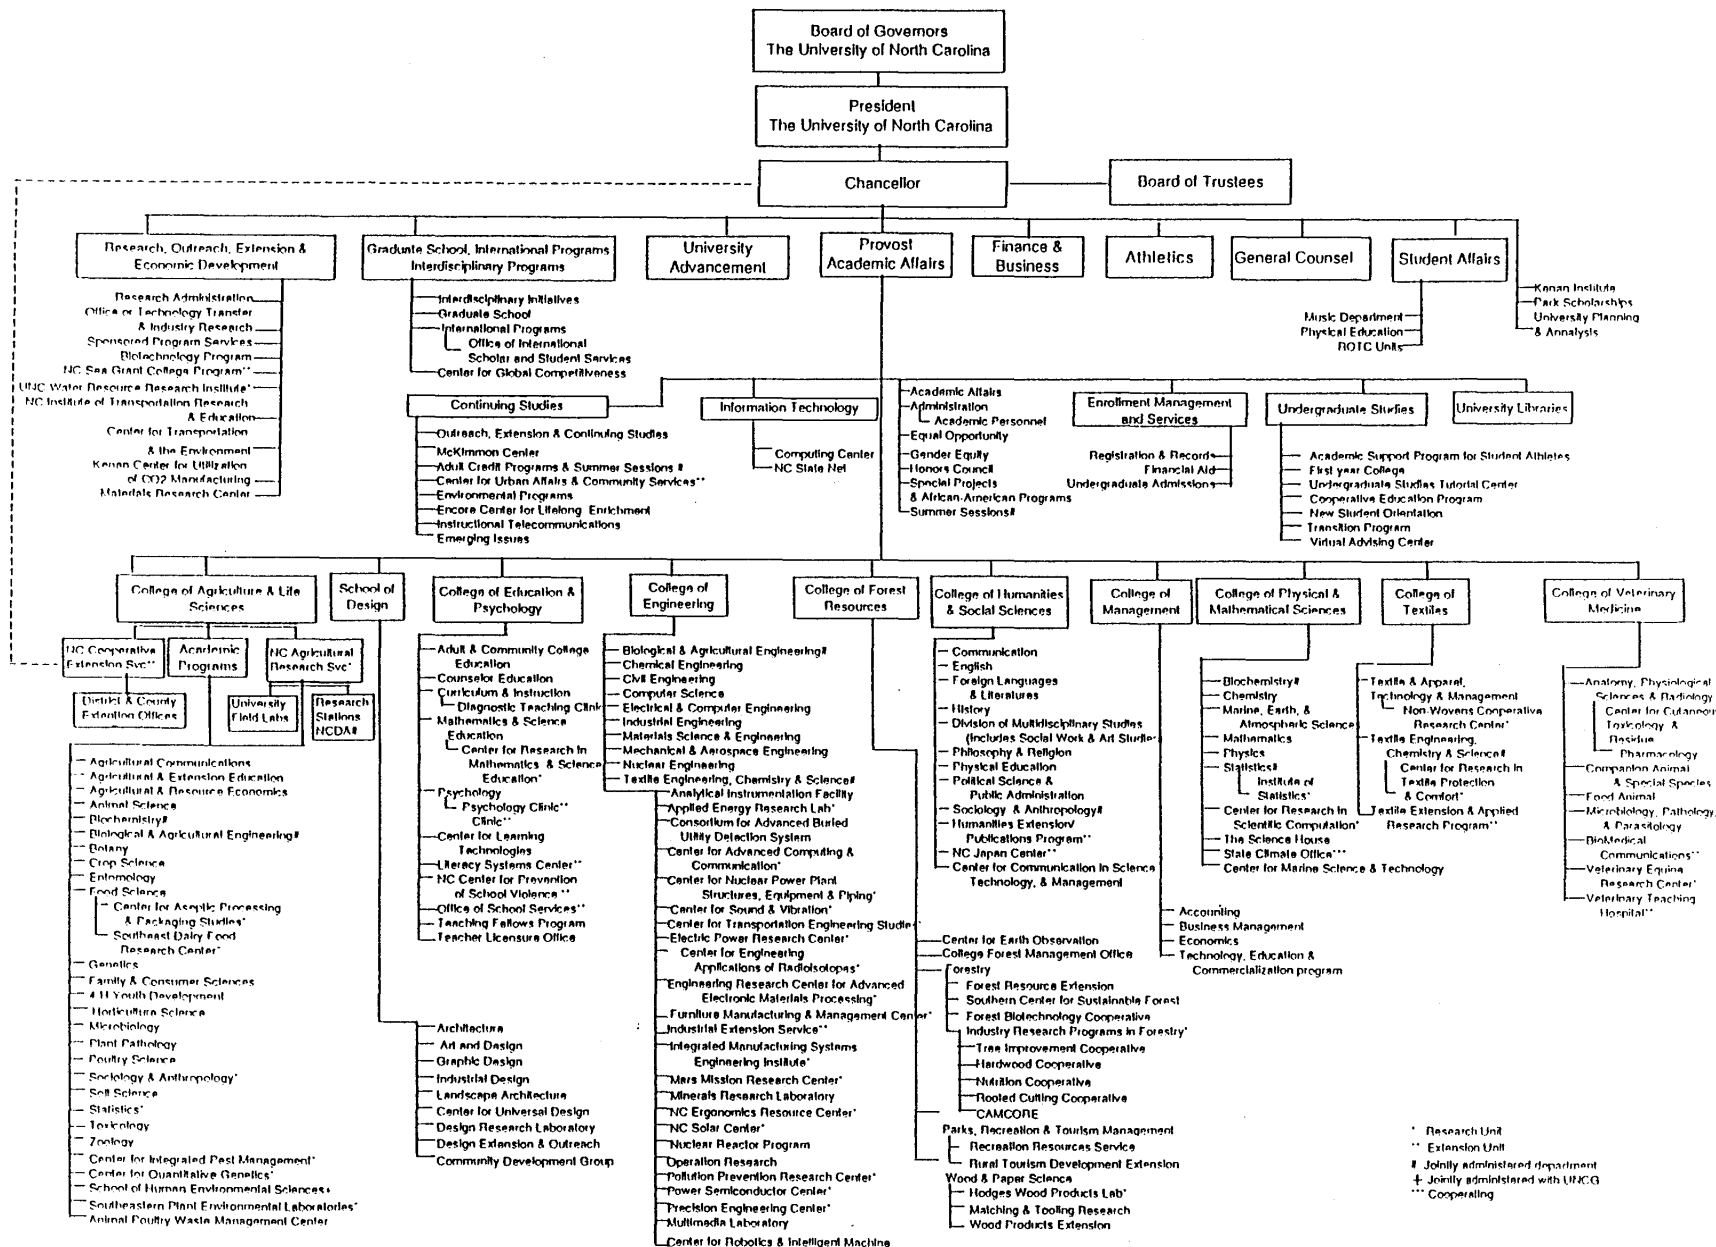 Board of Governors
The University of North Carolina
President
The University of North Carolina
Chancellor
Board of Trustees
Research, Outreach, Extension &
Economic Development
Graduate School, International Programs
Interdisciplinary Programs
University
Advancement
Provost
Academic Affairs
Finance &
Business
Athletics
General Counsel
Student Affairs
Research Administration
Office or Technology Transfer
& Industry Research
Sponsored Program Services
Biotechnology Program
NC Sea Grant College Program**
UNC Water Resource Research Institute*
NC Institute of Transportation Research
& Education
Center for Transportation
& the Environment
Kenan Center for Utilization
of CO2 Manufacturing
Materials Research Center
Interdisciplinary Initiatives
Graduate School
International Programs
Office of International
Scholar and Student Services
Center for Global Competitiveness
Music Department
Physical Education
ROTC Units
Kenan Institute
Park Scholarships
University Planning
& Annalysis
Continuing Studies
Information Technology
Enrollment Management
and Services
Undergraduate Studies
University Libraries
Outreach, Extension & Continuing Studies
McKimmon Center
Adult Credit Programs & Summer Sessions #
Center for Urban Affairs & Community Services**
Environmental Programs
Encore Center for Lifelong Enrichment
Instructional Telecommunications
Emerging Issues
Computing Center
NC State Net
Academic Affairs
Administration
Academic Personnel
Equal Opportunity
Gender Equity
Honors Council
Special Projects
& African-American Programs
Summer Sessions#
Registration & Records
Financial Aid
Undergraduate Admissions
Academic Support Program for Student Athletes
First year College
Undergraduate Studies Tutorial Center
Cooperative Education Program
New Student Orientation
Transition Program
Virtual Advising Center
College of Agriculture & Life
Sciences
School of
Design
College of Education &
Psychology
College of
Engineering
College of Forest
Resources
College of Humanities
& Social Sciences
College of
Management
College of Physical &
Mathematical Sciences
College of
Textiles
College of Veterinary
Medicine
NC Cooperative
Extension Svc**
Academic
Programs
NC Agricultural
Research Svc*
District & County
Extention Offices
University
Field Labs
Research
Stations
NCDA#
Agricultural Communications
Agricultural & Extension Education
Agricultural & Resource Economics
Animal Science
Biochemistry#
Biological & Agricultural Engineering#
Botany
Crop Science
Entomology
Food Science
Center for Aseptic Processing
& Packaging Studies*
Southeast Dairy Food
Research Center*
Genetics
Family & Consumer Sciences
4 H Youth Development
Horticulture Science
Microbiology
Plant Pathology
Poultry Science
Sociology & Anthropology*
Soil Science
Statistics*
Toxicology
Zoology
Center for Integrated Pest Management*
Center for Quantitative Genetics*
School of Human Environmental Sciences+
Southeastern Plant Environmental Laboratories*
Animal Poultry Waste Management Center
Architecture
Art and Design
Graphic Design
Industrial Design
Landscape Architecture
Center for Universal Design
Design Research Laboratory
Design Extension & Outreach
Community Development Group
Adult & Community College
Education
Counselor Education
Curriculum & Instruction
Diagnostic Teaching Clinic
Mathematics & Science
Education
Center for Research in
Mathematics & Science
Education*
Psychology
Psychology Clinic**
Clinic**
Center for Learning
Technologies
Literacy Systems Center**
NC Center for Prevention
of School Violence **
Office of School Services**
Teaching Fellows Program
Teacher Licensure Office
Biological & Agricultural Engineering#
Chemical Engineering
Civil Engineering
Computer Science
Electrical & Computer Engineering
Industrial Engineering
Materials Science & Engineering
Mechanical & Aerospace Engineering
Nuclear Engineering
Textile Engineering, Chemistry & Science#
Analytical Instrumentation Facility
Applied Energy Research Lab*
Consortium for Advanced Buried
Utility Detection System
Center for Advanced Computing &
Communication*
Center for Nuclear Power Plant
Structures, Equipment & Piping*
Center for Sound & Vibration*
Center for Transportation Engineering Studies*
Electric Power Research Center*
Center for Engineering
Applications of Radioisotopes*
Engineering Research Center for Advanced
Electronic Materials Processing*
Furniture Manufacturing & Management Center*
Industrial Extension Service**
Integrated Manufacturing Systems
Engineering Institute*
Mars Mission Research Center*
Minerals Research Laboratory
NC Ergonomics Resource Center*
NC Solar Center*
Nuclear Reactor Program
Operation Research
Pollution Prevention Research Center*
Power Semiconductor Center*
Precision Engineering Center*
Multimedia Laboratory
Center for Robotics & Intelligent Machine
Center for Earth Observation
College Forest Management Office
Forestry
Forest Resource Extension
Southern Center for Sustainable Forest
Forest Biotechnology Cooperative
Industry Research Programs in Forestry*
Tree Improvement Cooperative
Hardwood Cooperative
Nutrition Cooperative
Rooted Cutting Cooperative
CAMCORE
Parks, Recreation & Tourism Management
Recreation Resources Service
Rural Tourism Development Extension
Wood & Paper Science
Hodges Wood Products Lab*
Matching & Tooling Research
Wood Products Extension
Communication
English
Foreign Languages
& Literatures
History
Division of Multidisciplinary Studies
(includes Social Work & Art Studies
Philosophy & Religion
Physical Education
Political Science &
Public Administration
Sociology & Anthropology#
Humanities Extension/
Publications Program**
NC Japan Center**
Center for Communication in Science
Technology, & Management
Accounting
Business Management
Economics
Technology, Education &
Commercialization program
Biochemistry#
Chemistry
Marine, Earth, &
Atmospheric Science
Mathematics
Physics
Statistics#
Institute of
Statistics*
Center for Research in
Scientific Computation*
The Science House
State Climate Office***
Center for Marine Science & Technology
Textile & Apparel,
Technology & Management
Non-Wovens Cooperative
Research Center*
Textile Engineering,
Chemistry & Science#
Center for Research in
Textile Protection
& Comfort*
Textile Extension & Applied
Research Program**
Anatomy, Physiological
Sciences & Radiology
Center for Cutaneous
Toxicology &
Residue
Pharmacology
Companion Animal
& Special Species
Food Animal
Microbiology, Pathology,
& Parasitology
BioMedical
Communications**
Veterinary Equine
Research Center*
Veterinary Teaching
Hospital**
* Research Unit
** Extension Unit
# Jointly administered department
+ Jointly administered with UNCG
*** Cooperating